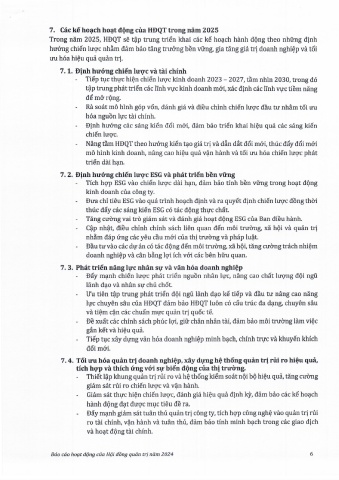 7. Các kế hoạch hoạt động của HĐQT trong năm 2025
Trong năm 2025, HĐQT sẽ tập trung triển khai các kế hoạch hành động theo những định
hướng chiến lược nhằm đảm bảo tăng trưởng bền vững, gia tăng giá trị doanh nghiệp và tối
ưu hóa hiệu quả quản trị.
7. 1. Định hướng chiến lược và tài chính
- Tiếp tục thực hiện chiến lược kinh doanh 2023 – 2027, tầm nhìn 2030, trong đó
tập trung phát triển các lĩnh vực kinh doanh mới, xác định các lĩnh vực tiềm năng
để mở rộng.
- Rà soát mô hình góp vốn, đánh giá và điều chỉnh chiến lược đầu tư nhằm tối ưu
hóa nguồn lực tài chính.
- Định hướng các sáng kiến đổi mới, đảm bảo triển khai hiệu quả các sáng kiến
chiến lược.
- Nâng tầm HĐQT theo hướng kiến tạo giá trị và dẫn dắt đổi mới, thúc đẩy đổi mới
mô hình kinh doanh, nâng cao hiệu quả vận hành và tối ưu hóa chiến lược phát
triển dài hạn.
7. 2. Định hướng chiến lược ESG và phát triển bền vững
- Tích hợp ESG vào chiến lược dài hạn, đảm bảo tính bền vững trong hoạt động
kinh doanh của công ty.
- Đưa chỉ tiêu ESG vào quá trình hoạch định và ra quyết định chiến lược đồng thời
thúc đẩy các sáng kiến ESG có tác động thực chất.
- Tăng cường vai trò giám sát và đánh giá hoạt động ESG của Ban điều hành.
- Cập nhật, điều chỉnh chính sách liên quan đến môi trường, xã hội và quản trị
nhằm đáp ứng các yêu cầu mới của thị trường và pháp luật.
- Đầu tư vào các dự án có tác động đến môi trường, xã hội, tăng cường trách nhiệm
doanh nghiệp và cân bằng lợi ích với các bên hữu quan.
7. 3. Phát triển năng lực nhân sự và văn hóa doanh nghiệp
- Đẩy mạnh chiến lược phát triển nguồn nhân lực, nâng cao chất lượng đội ngũ
lãnh đạo và nhân sự chủ chốt.
- Ưu tiên tập trung phát triển đội ngũ lãnh đạo kế tiếp và đầu tư nâng cao năng
lực chuyên sâu của HĐQT đảm bảo HĐQT luôn có cấu trúc đa dạng, chuyên sâu
và tiệm cận các chuẩn mực quản trị quốc tế.
- Đề xuất các chính sách phúc lợi, giữ chân nhân tài, đảm bảo môi trường làm việc
gắn kết và hiệu quả.
- Tiếp tục xây dựng văn hóa doanh nghiệp minh bạch, chính trực và khuyến khích
đổi mới.
7. 4. Tối ưu hóa quản trị doanh nghiệp, xây dựng hệ thống quản trị rủi ro hiệu quả,
tích hợp và thích ứng với sự biến động của thị trường.
- Thiết lập khung quản trị rủi ro và hệ thống kiểm soát nội bộ hiệu quả, tăng cường
giám sát rủi ro chiến lược và vận hành.
- Giám sát thực hiện chiến lược, đánh giá hiệu quả định kỳ, đảm bảo các kế hoạch
hành động đạt được mục tiêu đề ra.
- Đẩy mạnh giám sát tuân thủ quản trị công ty, tích hợp công nghệ vào quản trị rủi
ro tài chính, vận hành và tuân thủ, đảm bảo tính minh bạch trong các giao dịch
và hoạt động tài chính.
Báo cáo hoạt động của Hội đồng quản trị năm 2024 6